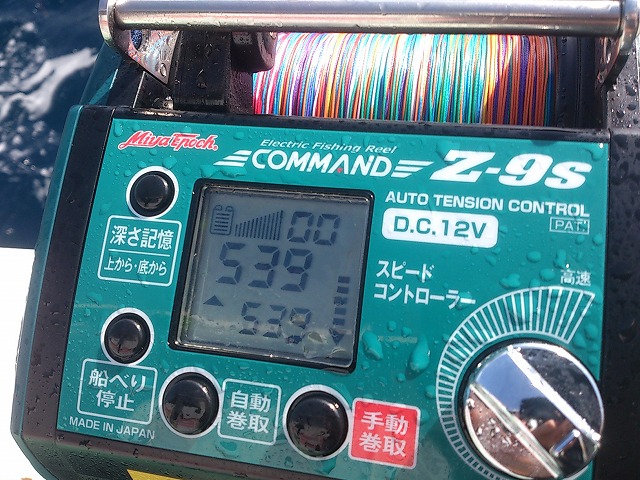 Miya Epoch
Electric Fishing Reel
COMMAND Z-9s
AUTO TENSION CONTROL
D.C.12V
PAT.
深さ記憶
上から・底から
00
539
539
スピード
コントローラー
高速
船べり
停止
自動
巻取
手動
巻取
MADE IN JAPAN